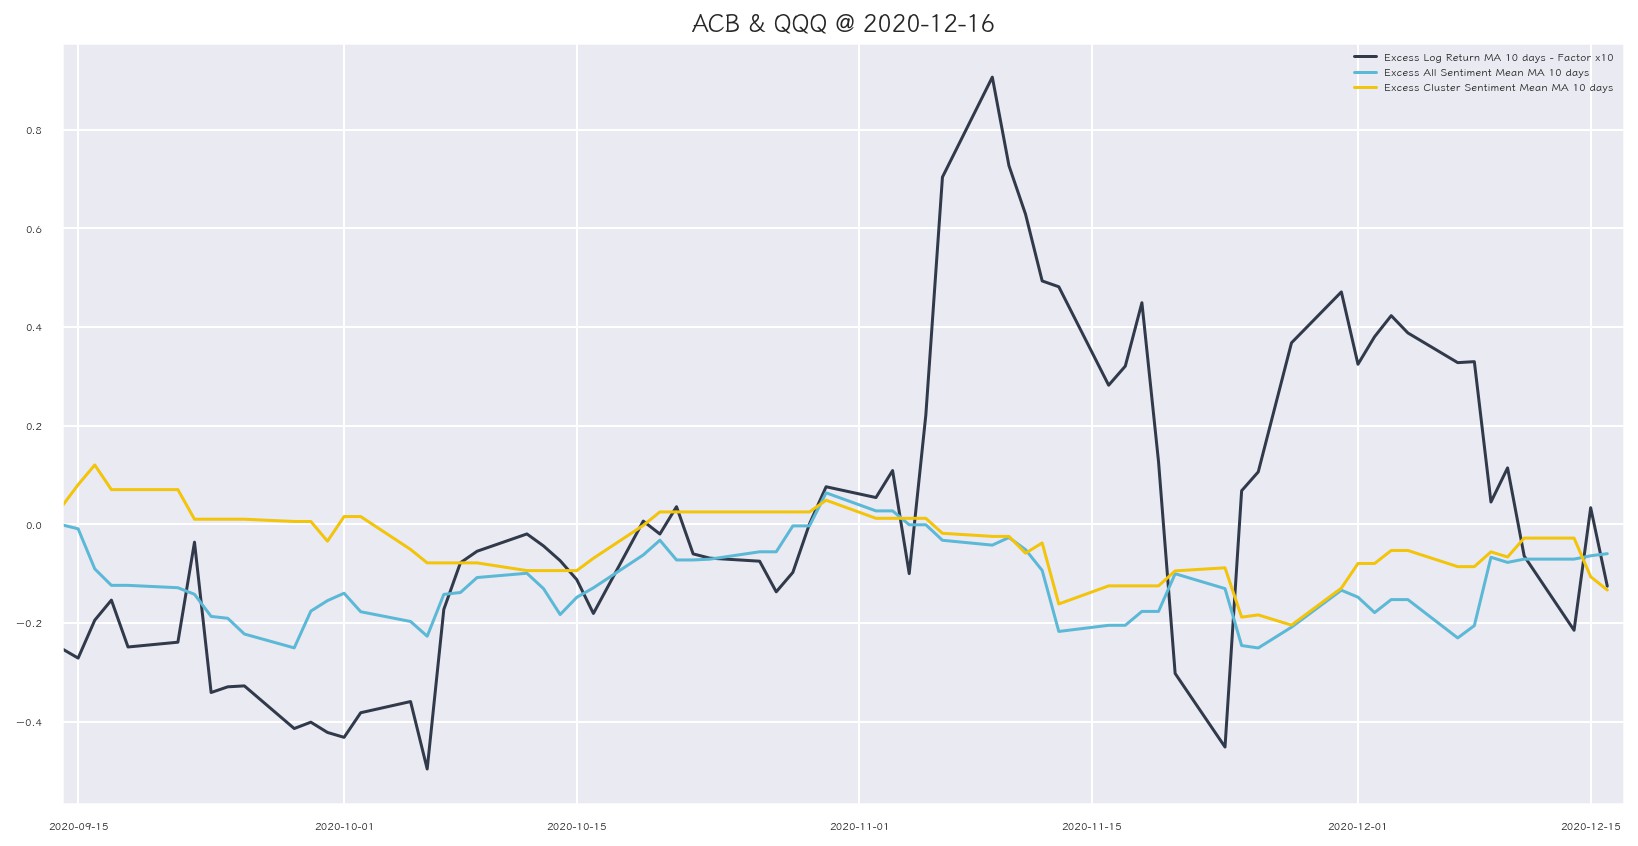 ACB & QQQ @ 2020-12-16
Excess Log Return MA 10 days - Factor x10
Excess All Sentiment Mean MA 10 days
Excess Cluster Sentiment Mean MA 10 days
0.8
0.6
0.4
0.2
0.0
−0.2
−0.4
2020-09-15 2020-10-01 2020-10-15 2020-11-01 2020-11-15 2020-12-01 2020-12-15